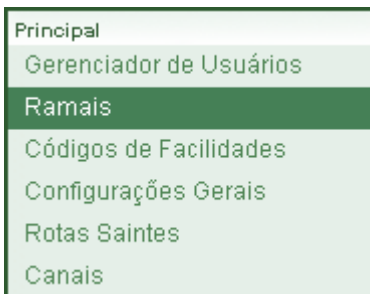 Principal
Gerenciador de Usuários
Ramais
Códigos de Facilidades
Configurações Gerais
Rotas Saintes
Canais